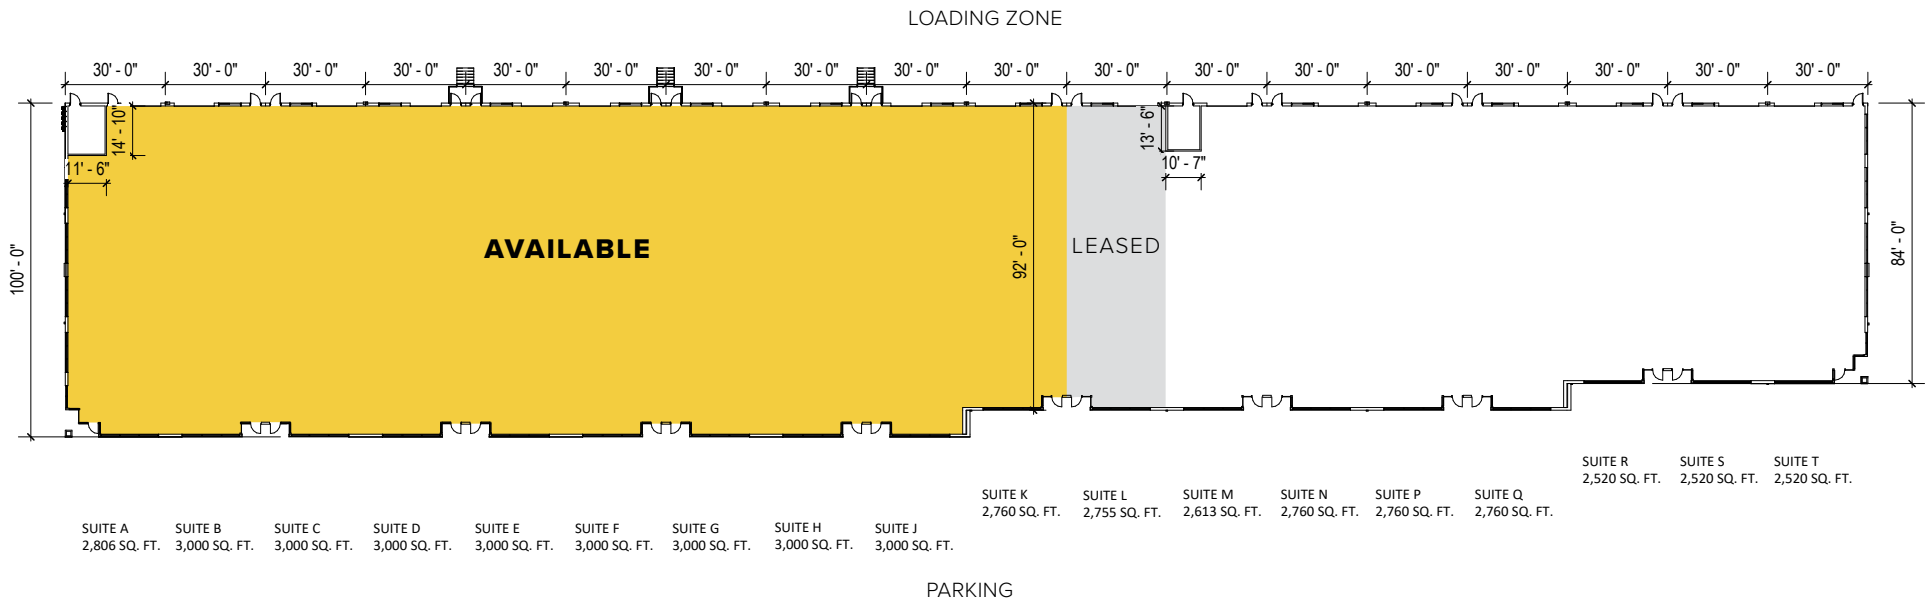 LOADING ZONE
30' - 0" 30' - 0" 30' - 0" 30' - 0" 30' - 0" 30' - 0" 30' - 0" 30' - 0" 30' - 0" 30' - 0" 30' - 0" 30' - 0" 30' - 0" 30' - 0" 30' - 0" 30' - 0" 30' - 0" 30' - 0"
14' - 10"
13' - 6"
11' - 6"
10' - 7"
100' - 0"
AVAILABLE
92' - 0"
LEASED
84' - 0"
SUITE A
2,806 SQ. FT.
SUITE B
3,000 SQ. FT.
SUITE C
3,000 SQ. FT.
SUITE D
3,000 SQ. FT.
SUITE E
3,000 SQ. FT.
SUITE F
3,000 SQ. FT.
SUITE G
3,000 SQ. FT.
SUITE H
3,000 SQ. FT.
SUITE J
3,000 SQ. FT.
SUITE K
2,760 SQ. FT.
SUITE L
2,755 SQ. FT.
SUITE M
2,613 SQ. FT.
SUITE N
2,760 SQ. FT.
SUITE P
2,760 SQ. FT.
SUITE Q
2,760 SQ. FT.
SUITE R
2,520 SQ. FT.
SUITE S
2,520 SQ. FT.
SUITE T
2,520 SQ. FT.
PARKING